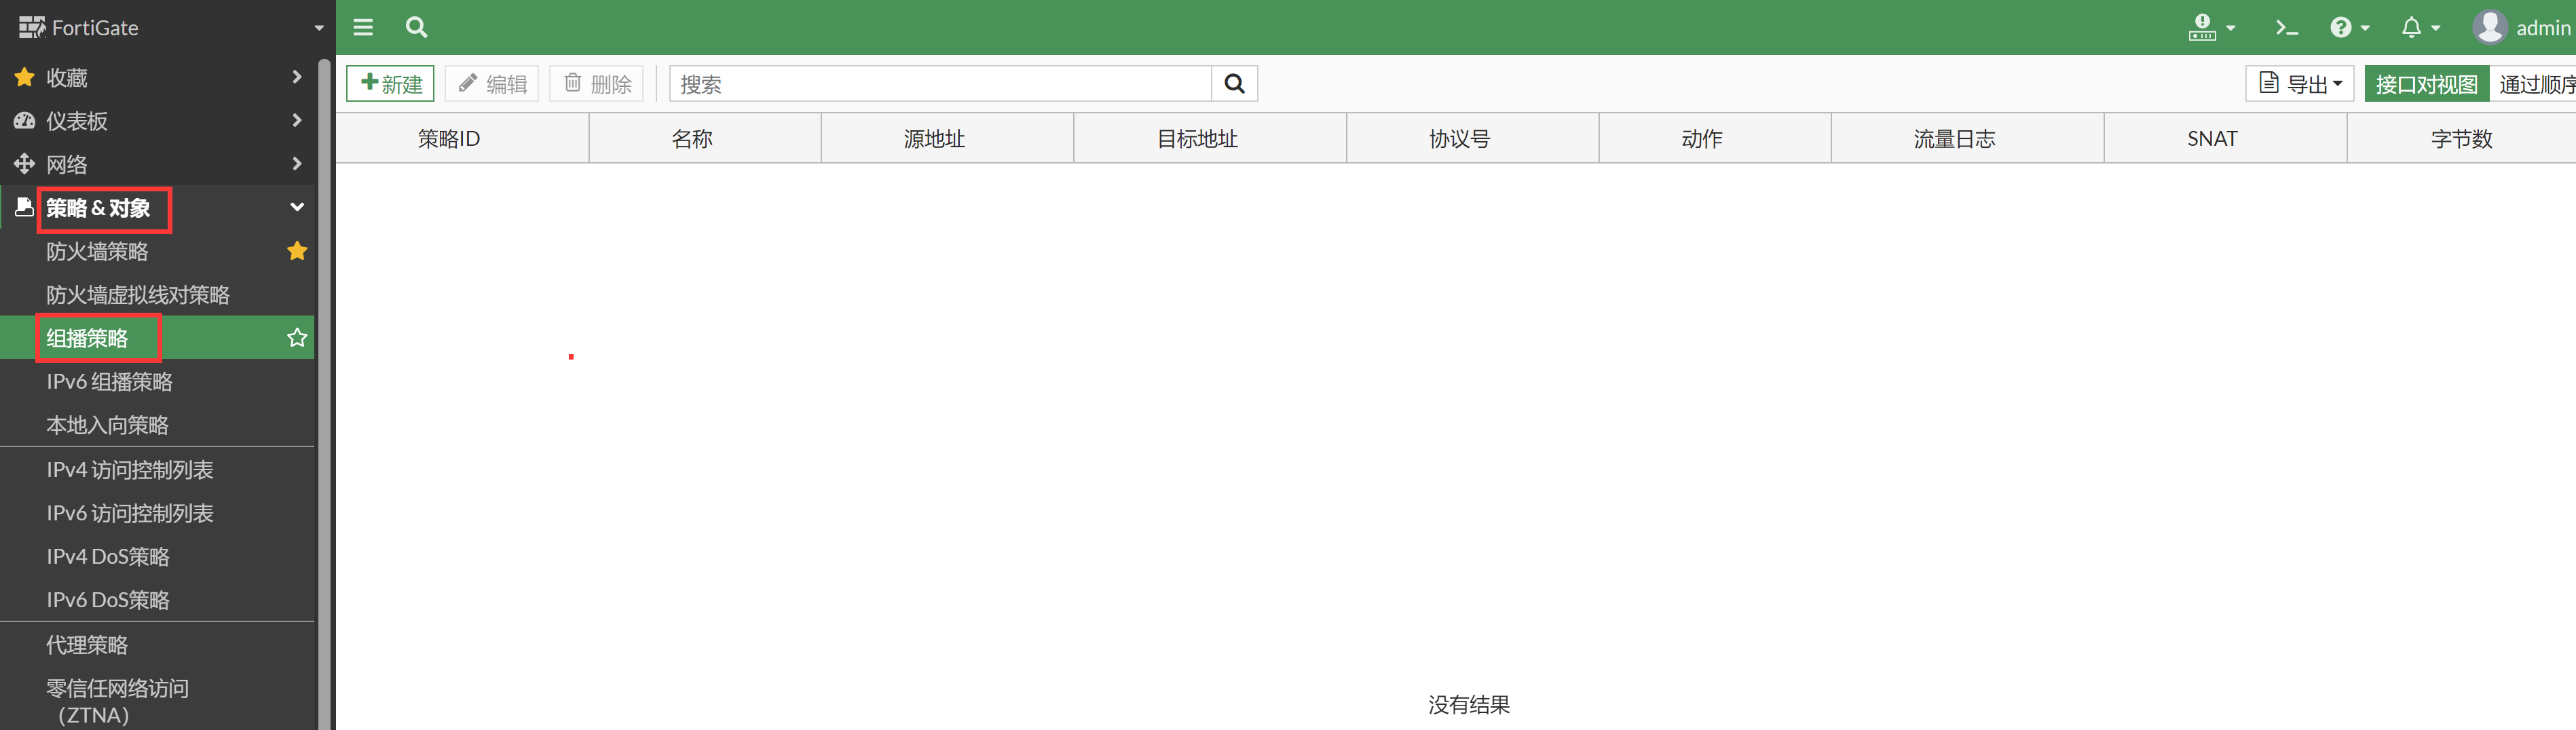 FortiGate
admin
收藏
仪表板
网络
策略 & 对象
防火墙策略
防火墙虚拟线对策略
组播策略
IPv6 组播策略
本地入向策略
IPv4 访问控制列表
IPv6 访问控制列表
IPv4 DoS策略
IPv6 DoS策略
代理策略
零信任网络访问
（ZTNA）
新建 编辑 删除 搜索 导出 接口对视图 通过顺序
策略ID 名称 源地址 目标地址 协议号 动作 流量日志 SNAT 字节数
没有结果